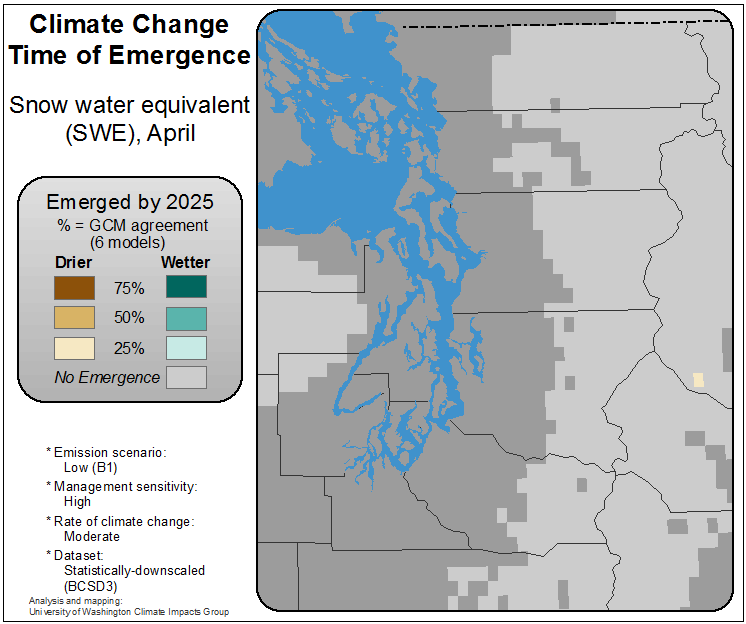 Climate Change
Time of Emergence
Snow water equivalent
(SWE), April
Emerged by 2025
% = GCM agreement
(6 models)
Drier Wetter
75%
50%
25%
No Emergence
* Emission scenario:
Low (B1)
* Management sensitivity:
High
* Rate of climate change:
Moderate
* Dataset:
Statistically-downscaled
(BCSD3)
Analysis and mapping:
University of Washington Climate Impacts Group